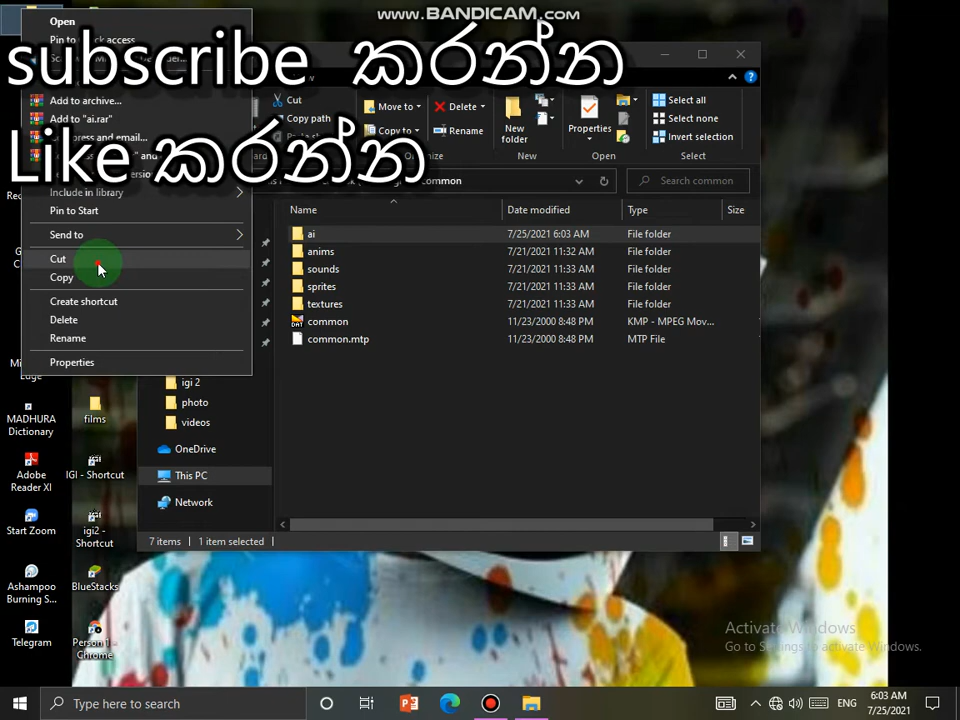 www.BANDICAM.com
Open
subscribe කරන්න
Like කරන්න
Add to archive...
Add to "ai.rar"
Include in library
Pin to Start
Send to
Cut
Copy
Create shortcut
Delete
Rename
Properties
Cut
Copy path
Move to
Copy to
Delete
Rename
New folder
Properties
Select all
Select none
Invert selection
New
Open
Select
common
Search common
Name
Date modified
Type
Size
ai 7/25/2021 6:03 AM File folder
anims 7/21/2021 11:32 AM File folder
sounds 7/21/2021 11:33 AM File folder
sprites 7/21/2021 11:33 AM File folder
textures 7/21/2021 11:33 AM File folder
common 11/23/2000 8:48 PM KMP - MPEG Mov...
common.mtp 11/23/2000 8:48 PM MTP File
igi 2
photo
videos
OneDrive
This PC
Network
7 items
1 item selected
Edge
MADHURA Dictionary
films
Adobe Reader XI
IGI - Shortcut
Start Zoom
igi2 - Shortcut
Ashampoo Burning S...
BlueStacks
Telegram
Person 1 - Chrome
Activate Windows
Go to Settings to activate Windows.
Type here to search
ENG
6:03 AM
7/25/2021